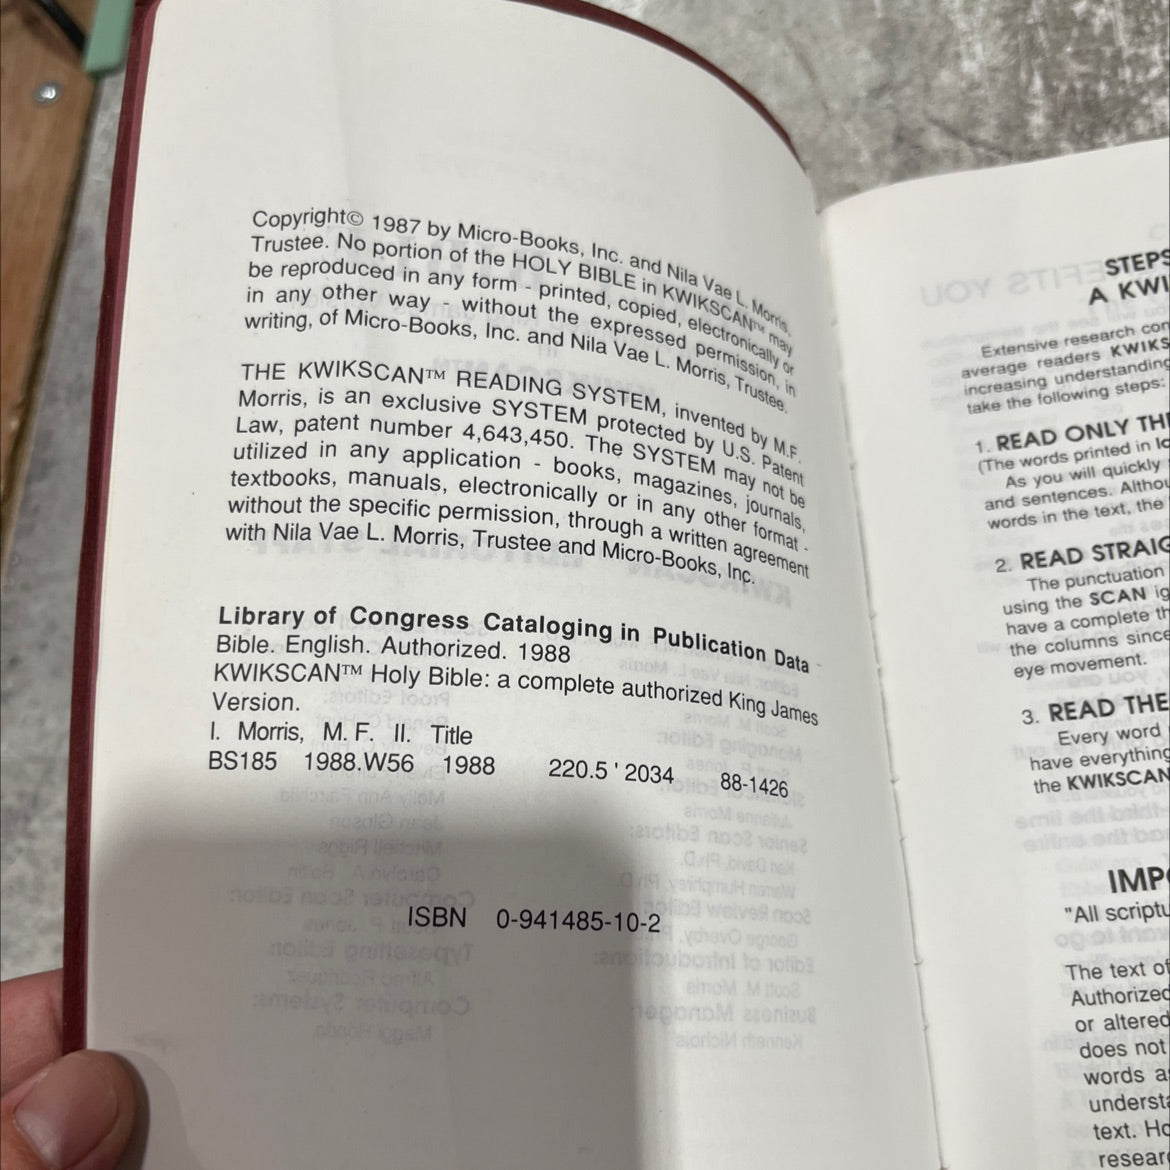 Copyright© 1987 by Micro-Books, Inc. and Nila Vae L. Morris,
Trustee. No portion of the HOLY BIBLE in KWIKSCAN™ may
be reproduced in any form - printed, copied, electronically or
in any other way - without the expressed permission, in
writing, of Micro-Books, Inc. and Nila Vae L. Morris, Trustee.
THE KWIKSCAN™ READING SYSTEM, invented by M.F.
Morris, is an exclusive SYSTEM protected by U.S. Patent
Law, patent number 4,643,450. The SYSTEM may not be
utilized in any application - books, magazines, journals,
textbooks, manuals, electronically or in any other format -
without the specific permission, through a written agreement
with Nila Vae L. Morris, Trustee and Micro-Books, Inc.
Library of Congress Cataloging in Publication Data
Bible. English. Authorized. 1988
KWIKSCAN™ Holy Bible: a complete authorized King James
Version.
I. Morris, M. F. II. Title
BS185 1988.W56 1988 220.5 ' 2034 88-1426
ISBN 0-941485-10-2
STEPS
A KWI
Extensive research con
average readers KWIKS
increasing understanding
take the following steps:
1. READ ONLY TH
(The words printed in
As you will quickly
and sentences. Althou
words in the text, the
2. READ STRAIG
The punctuation
using the SCAN ig
have a complete th
the columns since
eye movement.
3. READ THE
Every word
have everything
the KWIKSCAN
IMP
"All scriptu
The text of
Authorized
or altered
does not
words a
underst
text. Ho
resear